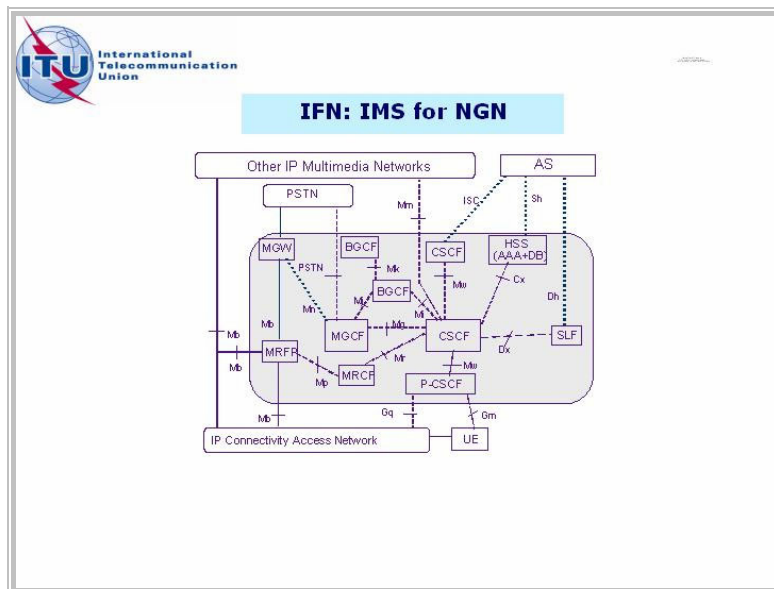 ITU
International
Telecommunication
Union
IFN: IMS for NGN
Other IP Multimedia Networks
AS
PSTN
Mm
ISC
Sh
MGW
BGCF
CSCF
HSS
(AAA+DB)
PSTN
Mk
Mw
Cx
BGCF
Mn
Mj
Mi
Dh
Mb
Mb
MGCF
Mg
CSCF
SLF
Mb
MRFP
Mr
Dx
Mp
MRCF
Mw
P-CSCF
Mb
Gq
Gm
IP Connectivity Access Network
UE